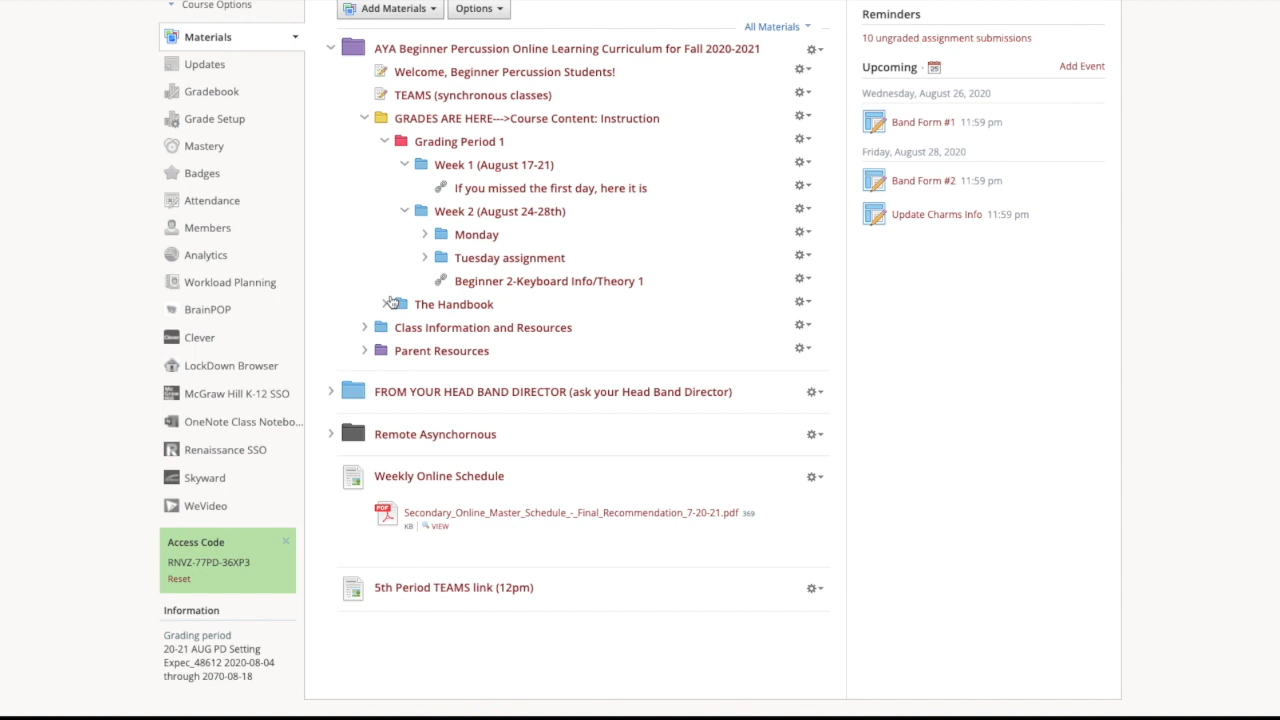 Course Options
Materials
Updates
Gradebook
Grade Setup
Mastery
Badges
Attendance
Members
Analytics
Workload Planning
BrainPOP
Clever
LockDown Browser
McGraw Hill K-12 SSO
OneNote Class Notebo...
Renaissance SSO
Skyward
WeVideo
Access Code
RNVZ-77PD-36XP3
Reset
Information
Grading period
20-21 AUG PD Setting
Expec_48612 2020-08-04
through 2070-08-18
Add Materials
Options
All Materials
AYA Beginner Percussion Online Learning Curriculum for Fall 2020-2021
Welcome, Beginner Percussion Students!
TEAMS (synchronous classes)
GRADES ARE HERE--->Course Content: Instruction
Grading Period 1
Week 1 (August 17-21)
If you missed the first day, here it is
Week 2 (August 24-28th)
Monday
Tuesday assignment
Beginner 2-Keyboard Info/Theory 1
The Handbook
Class Information and Resources
Parent Resources
FROM YOUR HEAD BAND DIRECTOR (ask your Head Band Director)
Remote Asynchornous
Weekly Online Schedule
Secondary_Online_Master_Schedule_-_Final_Recommendation_7-20-21.pdf 369
KB VIEW
5th Period TEAMS link (12pm)
Reminders
10 ungraded assignment submissions
Upcoming · Add Event
Wednesday, August 26, 2020
Band Form #1 11:59 pm
Friday, August 28, 2020
Band Form #2 11:59 pm
Update Charms Info 11:59 pm